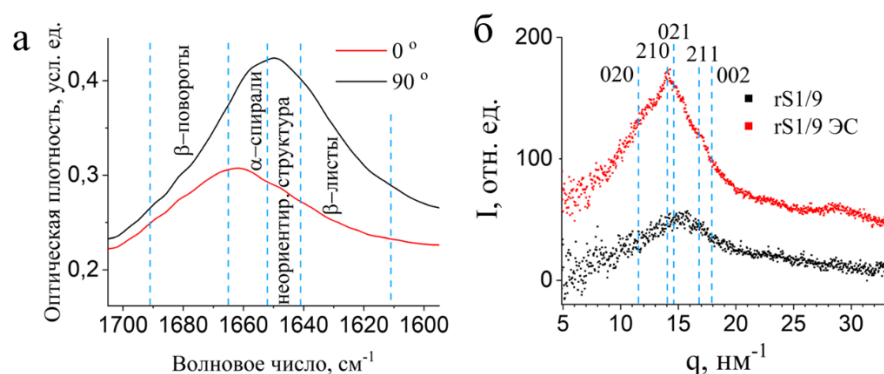 а
Оптическая плотность, усл. ед.
0,4
0,3
0,2
β–повороты
α–спирали
неориентир. структура
β–листы
0 º
90 º
1700 1680 1660 1640 1620 1600
Волновое число, см-1
б
I, отн. ед.
200
100
0
020
210
021
211
002
rS1/9
rS1/9 ЭС
5 10 15 20 25 30
q, нм-1